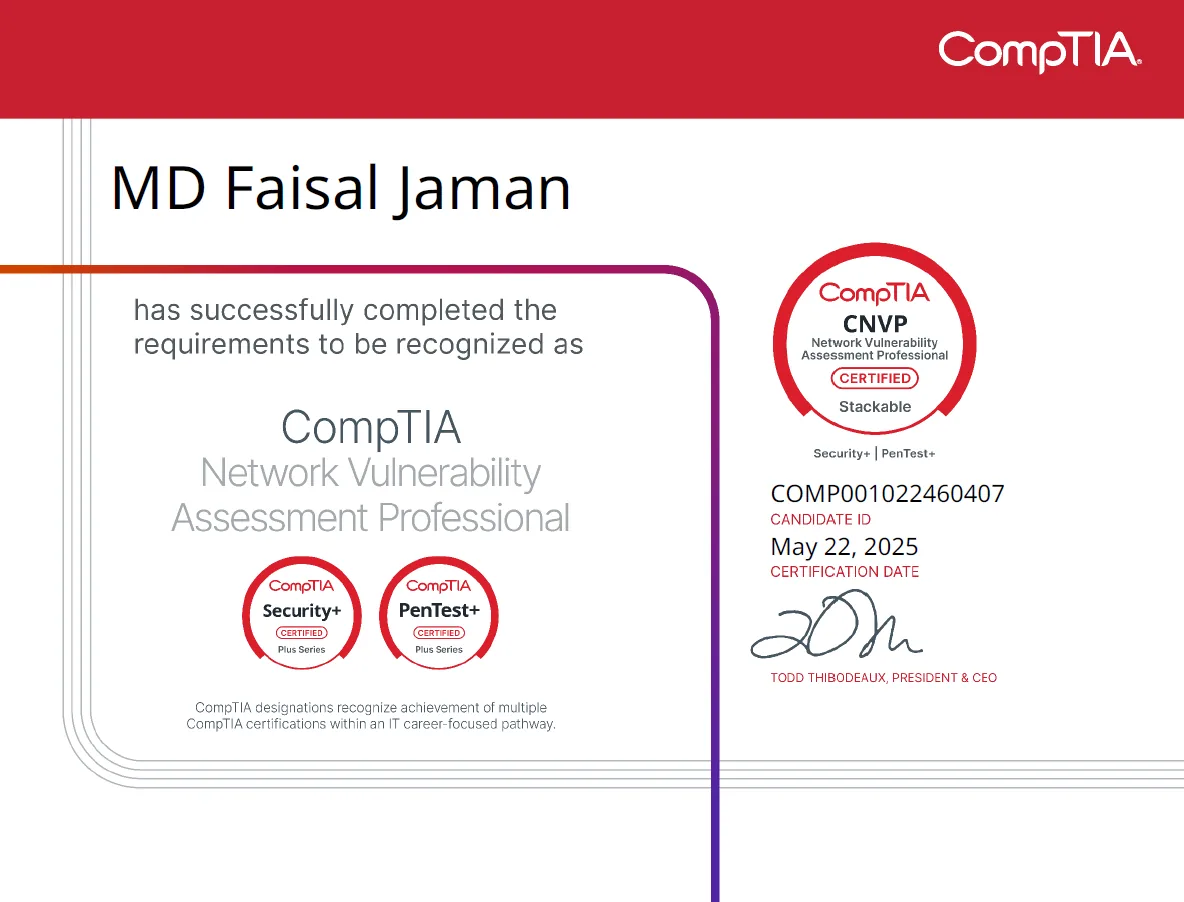 CompTIA.
MD Faisal Jaman
has successfully completed the
requirements to be recognized as
CompTIA
Network Vulnerability
Assessment Professional
CompTIA
Security+
CERTIFIED
Plus Series
CompTIA
PenTest+
CERTIFIED
Plus Series
CompTIA designations recognize achievement of multiple
CompTIA certifications within an IT career-focused pathway.
CompTIA
CNVP
Network Vulnerability
Assessment Professional
CERTIFIED
Stackable
Security+ | PenTest+
COMP001022460407
CANDIDATE ID
May 22, 2025
CERTIFICATION DATE
TODD THIBODEAUX, PRESIDENT & CEO